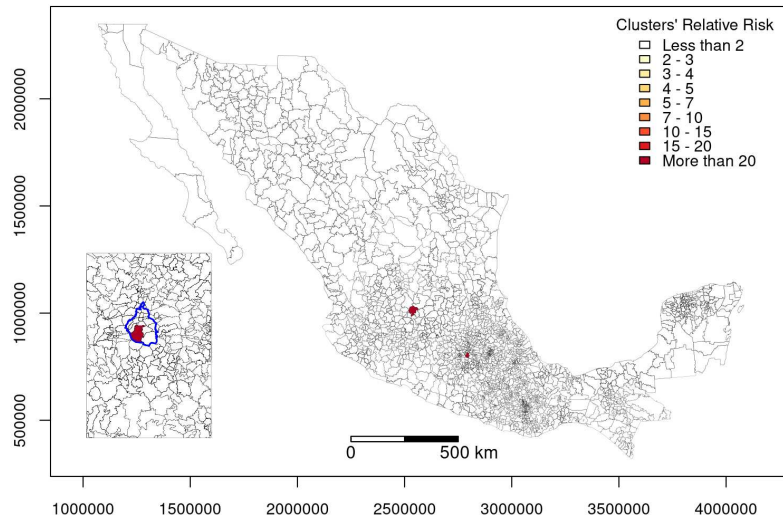 Clusters' Relative Risk
Less than 2
2 - 3
3 - 4
4 - 5
5 - 7
7 - 10
10 - 15
15 - 20
More than 20
2000000
1500000
1000000
500000
0 500 km
1000000 1500000 2000000 2500000 3000000 3500000 4000000